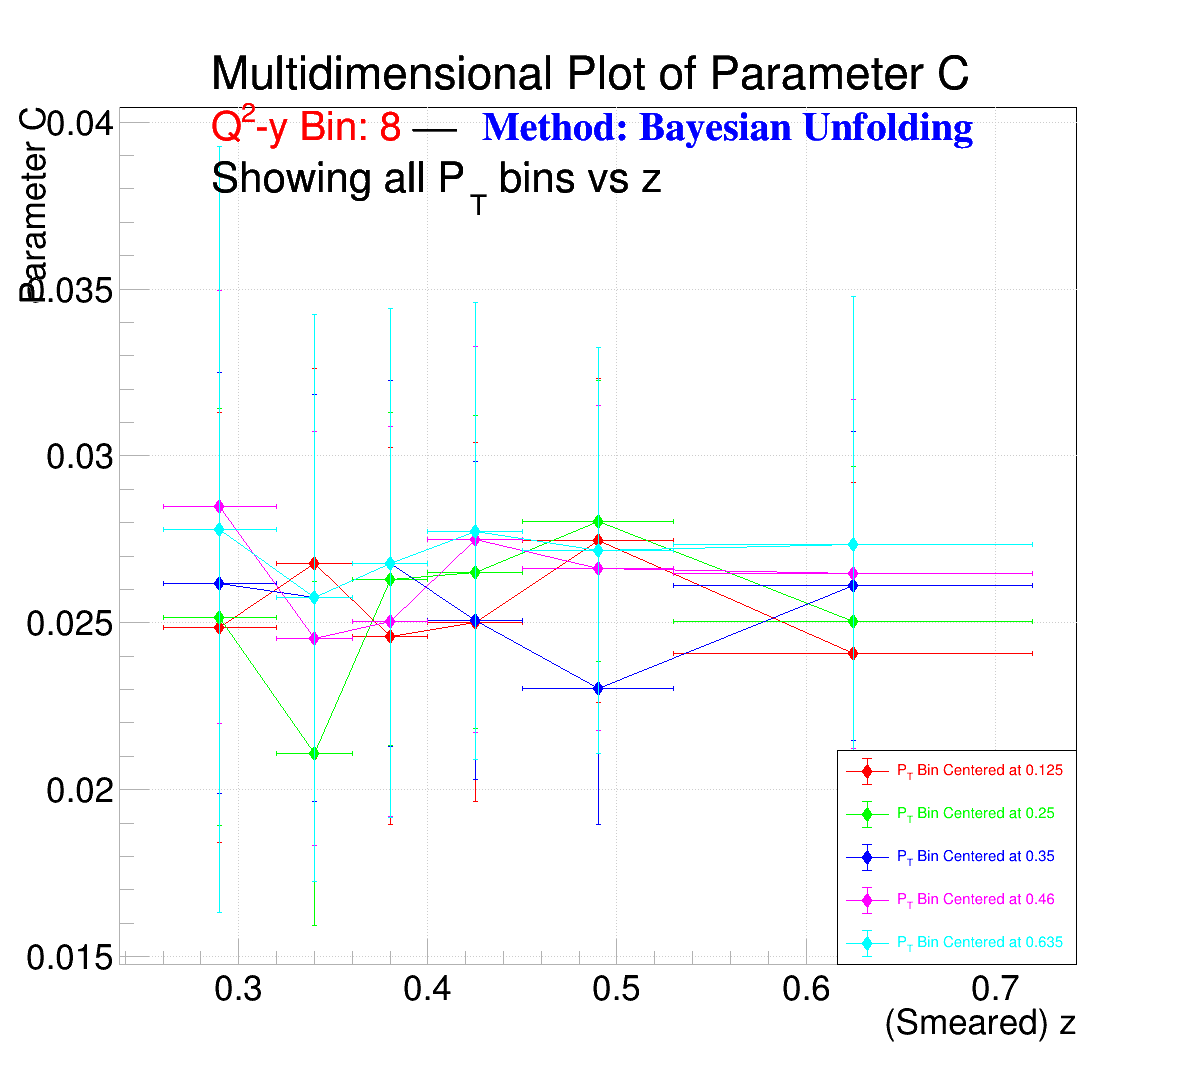 Multidimensional Plot of Parameter C
Q²-y Bin: 8 — Method: Bayesian Unfolding
Showing all P_T bins vs z
Parameter C
0.04
0.035
0.03
0.025
0.02
0.015
0.3 0.4 0.5 0.6 0.7
(Smeared) z
P_T Bin Centered at 0.125
P_T Bin Centered at 0.25
P_T Bin Centered at 0.35
P_T Bin Centered at 0.46
P_T Bin Centered at 0.635